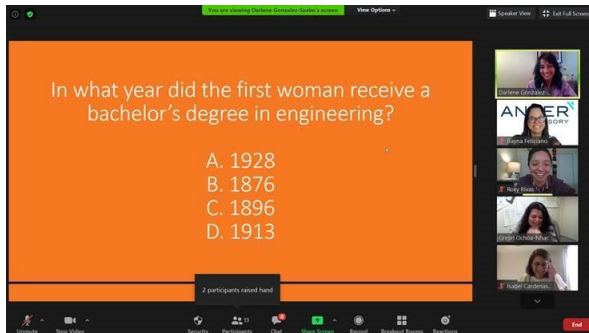 You are viewing Darlene Gonzalez-Szabo's screen
View Options
Speaker View
Exit Full Screen
In what year did the first woman receive a
bachelor's degree in engineering?
A. 1928
B. 1876
C. 1896
D. 1913
Darlene Gonzalez-
Dayna Feliciano
Roxy Rivas
Isabel Cardenas
2 participants raised hand
Unmute
Stop Video
Security
Participants
13
Chat
Share Screen
Record
Breakout Rooms
Reactions
End